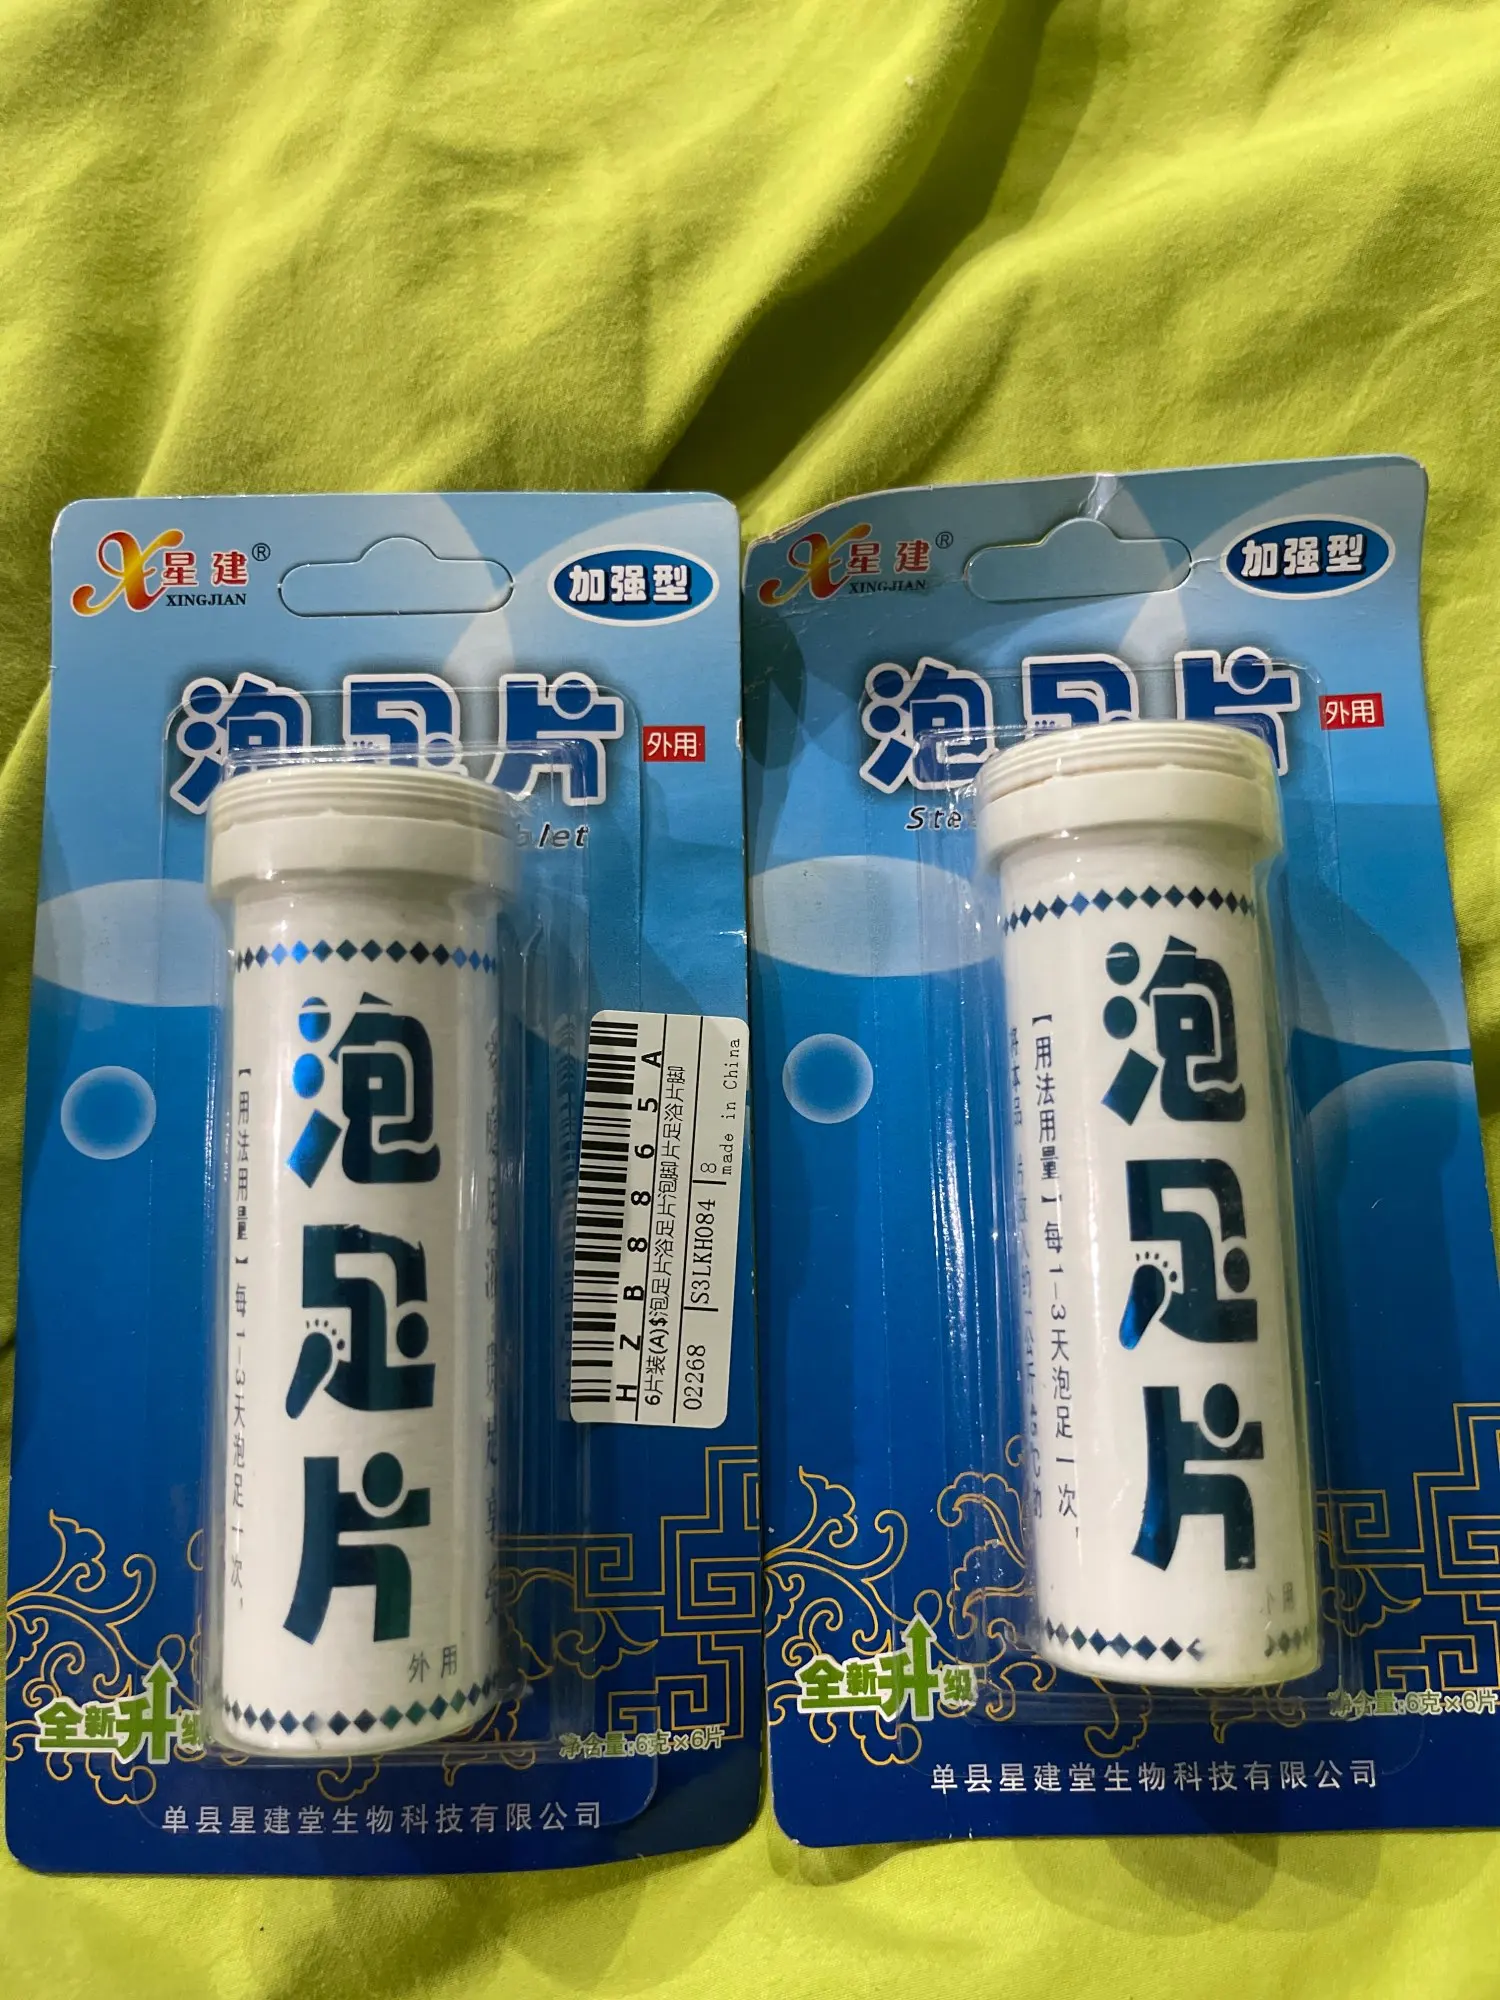 星建®
XINGJIAN
加强型
泡足片
外用
blet
泡足片
【用法用量】每1-3天泡足一次,
外用
HZB8865A
6片装(A)$泡足片浴足片泡脚片足浴片脚
02268
S3LKH084
8
made in China
全新升级
净含量:6克×6片
单县星建堂生物科技有限公司
星建®
XINGJIAN
加强型
泡足片
外用
Ste
泡足片
【用法用量】每1-3天泡足一次,
将本品
全新升级
净含量:6克×6片
单县星建堂生物科技有限公司